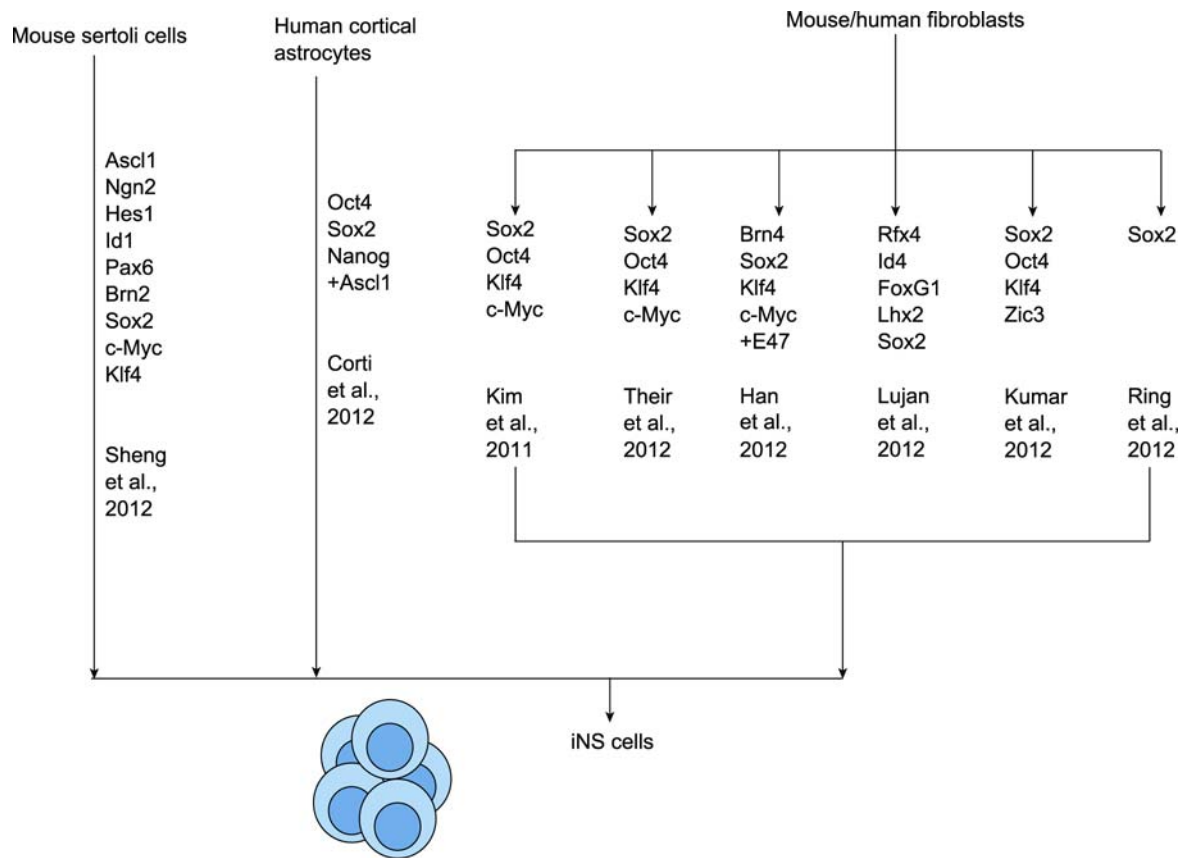 Mouse sertoli cells
Ascl1
Ngn2
Hes1
Id1
Pax6
Brn2
Sox2
c-Myc
Klf4
Sheng
et al.,
2012
Human cortical
astrocytes
Oct4
Sox2
Nanog
+Ascl1
Corti
et al.,
2012
Mouse/human fibroblasts
Sox2
Oct4
Klf4
c-Myc
Kim
et al.,
2011
Sox2
Oct4
Klf4
c-Myc
Their
et al.,
2012
Brn4
Sox2
Klf4
c-Myc
+E47
Han
et al.,
2012
Rfx4
Id4
FoxG1
Lhx2
Sox2
Lujan
et al.,
2012
Sox2
Oct4
Klf4
Zic3
Kumar
et al.,
2012
Sox2
Ring
et al.,
2012
iNS cells